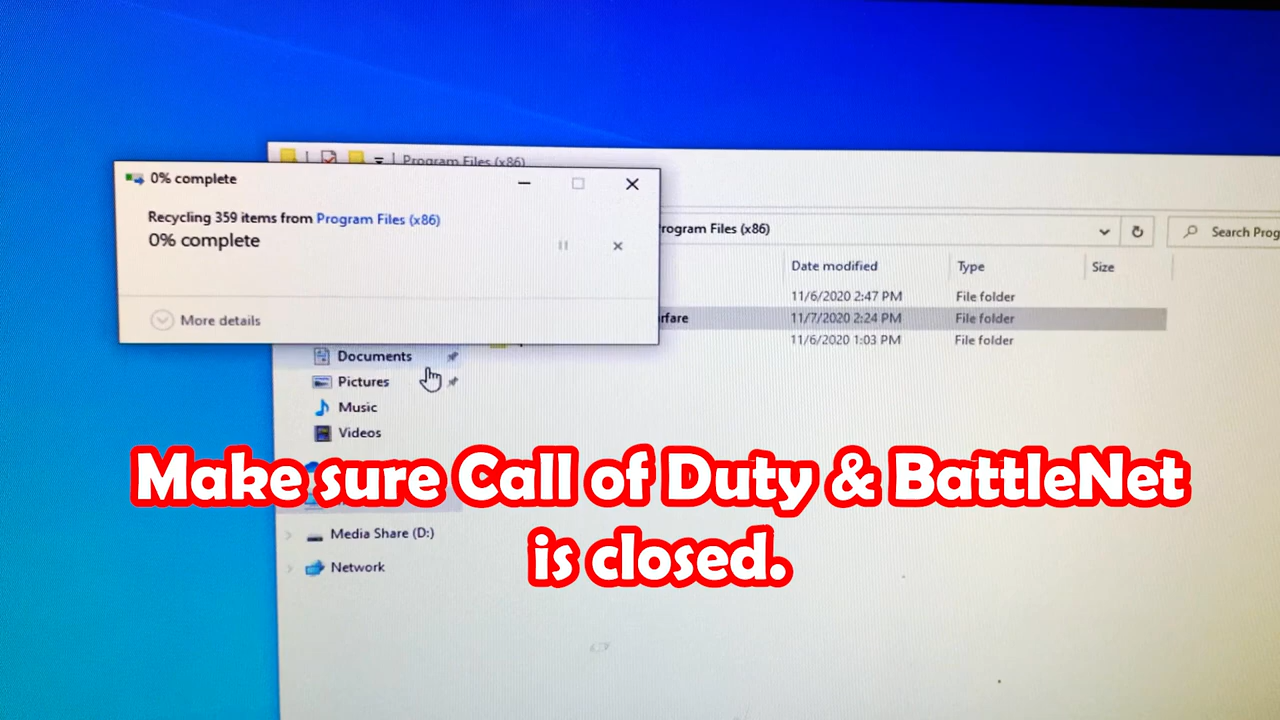 Program Files (x86)
0% complete
Recycling 359 items from Program Files (x86)
0% complete
More details
rogram Files (x86)
Search Prog
Date modified Type Size
11/6/2020 2:47 PM File folder
rfare 11/7/2020 2:24 PM File folder
11/6/2020 1:03 PM File folder
Documents
Pictures
Music
Videos
Make sure Call of Duty & BattleNet
is closed.
Media Share (D:)
Network